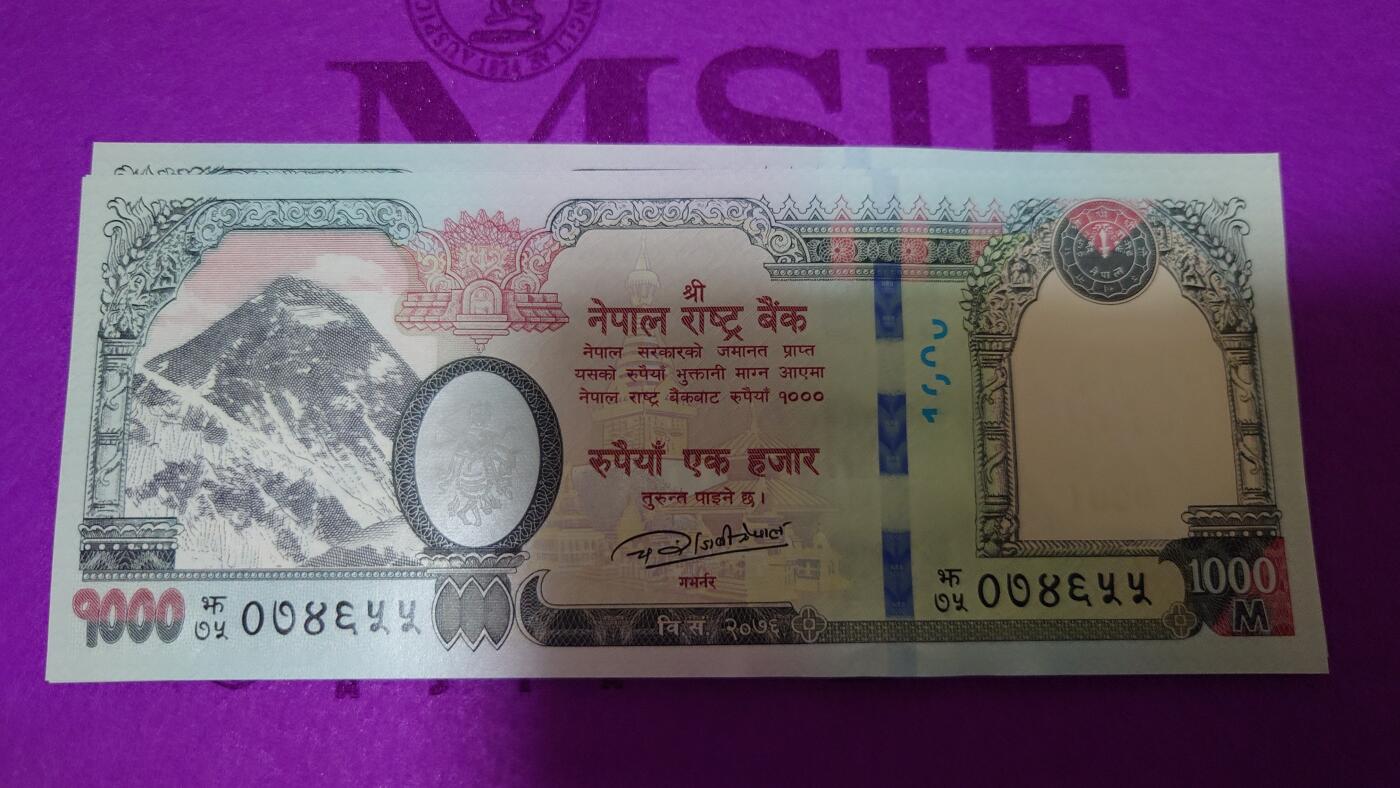 MSIF
श्री
नेपाल राष्ट्र बैंक
नेपाल सरकारको जमानत प्राप्त
यसको रुपैयाँ भुक्तानी माग्न आएमा
नेपाल राष्ट्र बैंकबाट रुपैयाँ १०००
रुपैयाँ एक हजार
तुरुन्त पाइने छ।
गभर्नर
वि.सं. २०७६
१०००
झ
७५ ०७४६५५
झ
७५ ०७४६५५
1000
M
१०००